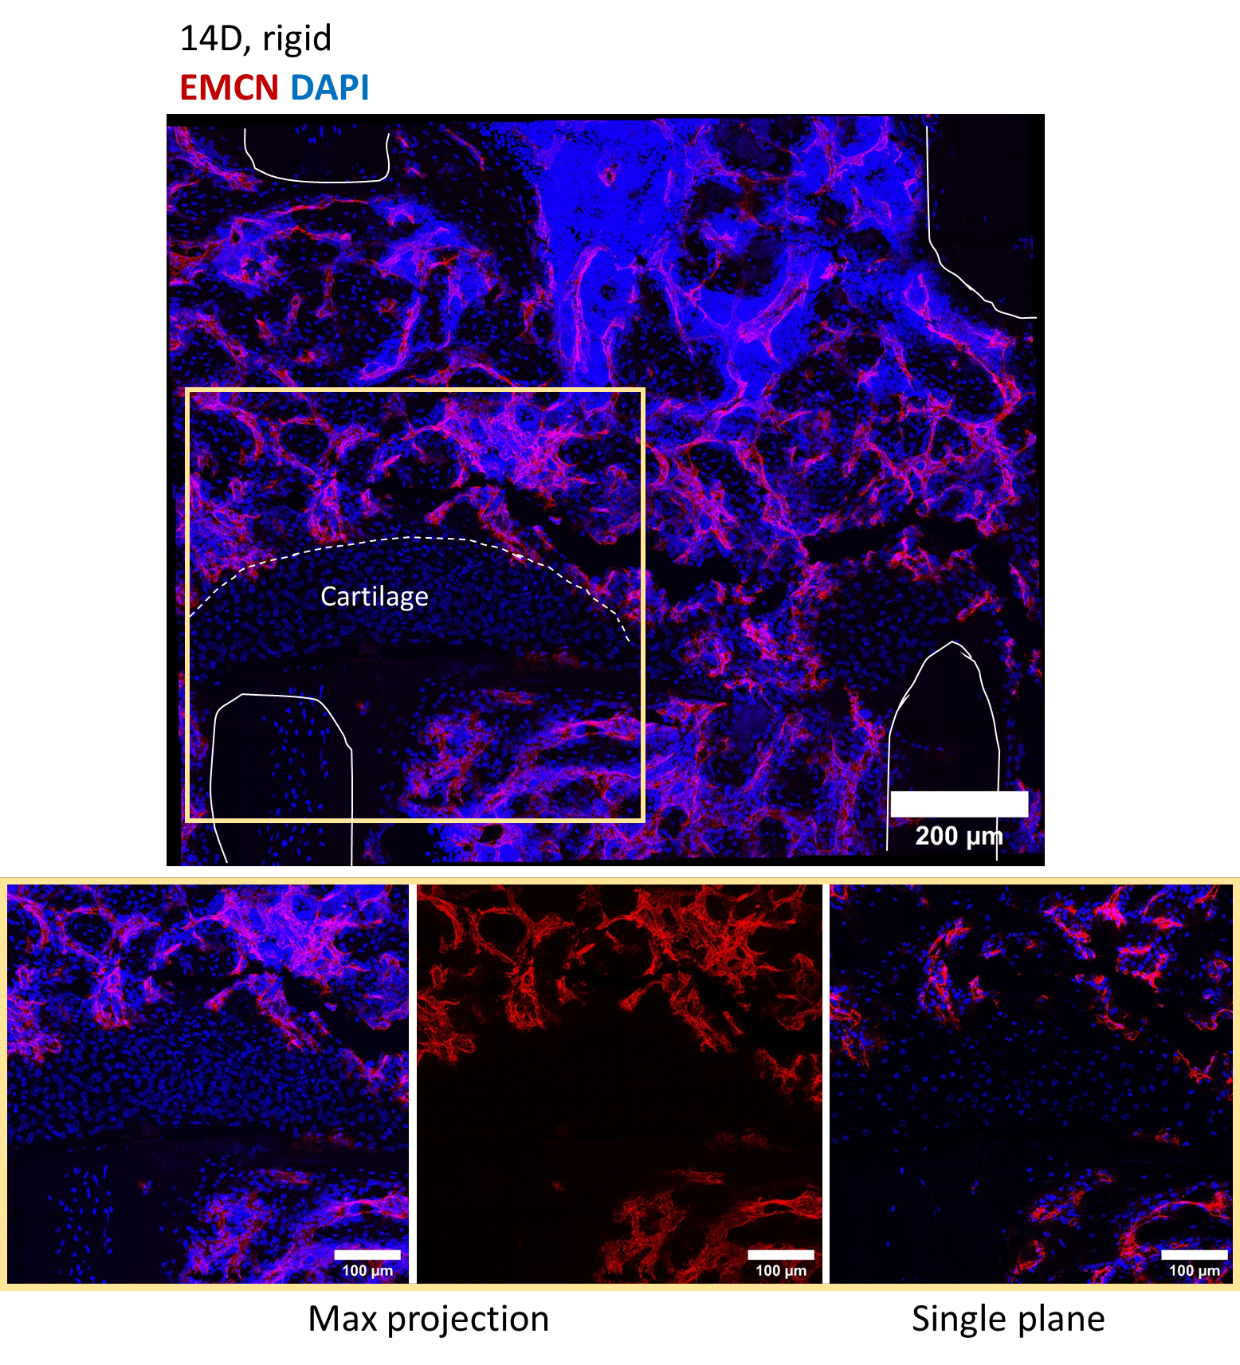 14D, rigid
EMCN DAPI
Cartilage
200 µm
100 µm
100 µm
100 µm
Max projection
Single plane